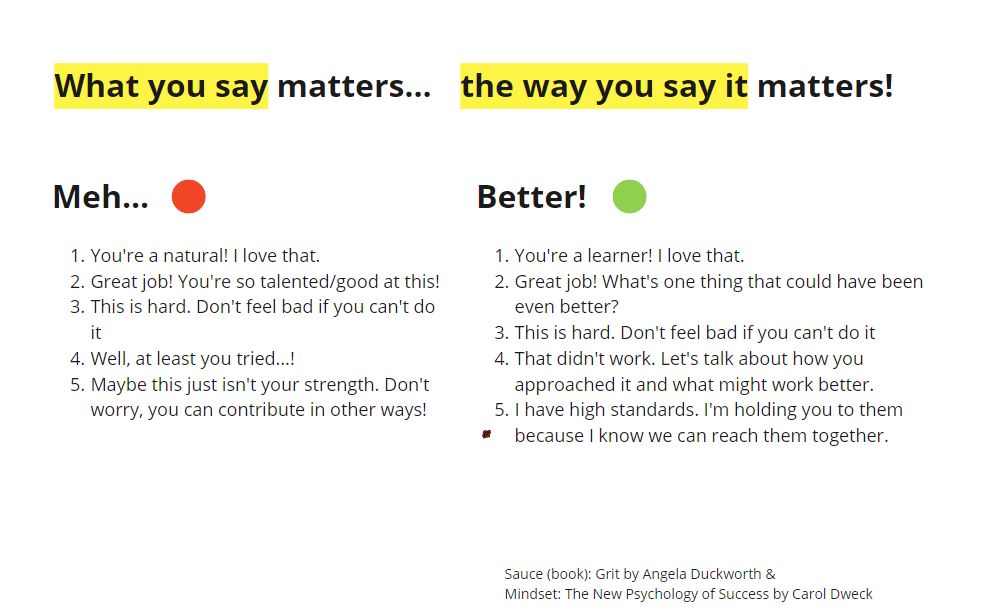 What you say matters... the way you say it matters!
Meh...
1. You're a natural! I love that.
2. Great job! You're so talented/good at this!
3. This is hard. Don't feel bad if you can't do
it
4. Well, at least you tried...!
5. Maybe this just isn't your strength. Don't
worry, you can contribute in other ways!
Better!
1. You're a learner! I love that.
2. Great job! What's one thing that could have been
even better?
3. This is hard. Don't feel bad if you can't do it
4. That didn't work. Let's talk about how you
approached it and what might work better.
5. I have high standards. I'm holding you to them
because I know we can reach them together.
Sauce (book): Grit by Angela Duckworth &
Mindset: The New Psychology of Success by Carol Dweck